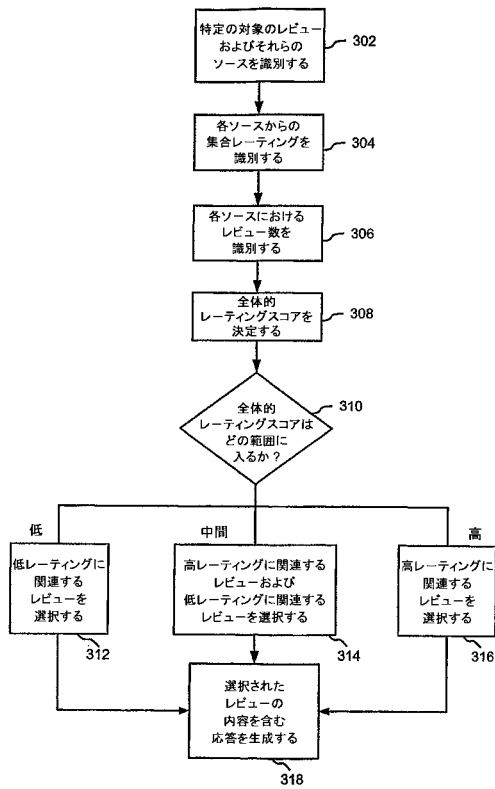 特定の対象のレビュー
およびそれらの
ソースを識別する
302
各ソースからの
集合レーティングを
識別する
304
各ソースにおける
レビュー数を
識別する
306
全体的
レーティングスコアを
決定する
308
310
全体的
レーティングスコアは
どの範囲に
入るか?
低
中間
高
低レーティングに
関連する
レビューを
選択する
312
高レーティングに関連する
レビューおよび
低レーティングに関連する
レビューを選択する
314
高レーティングに
関連する
レビューを
選択する
316
選択された
レビューの
内容を含む
応答を生成する
318